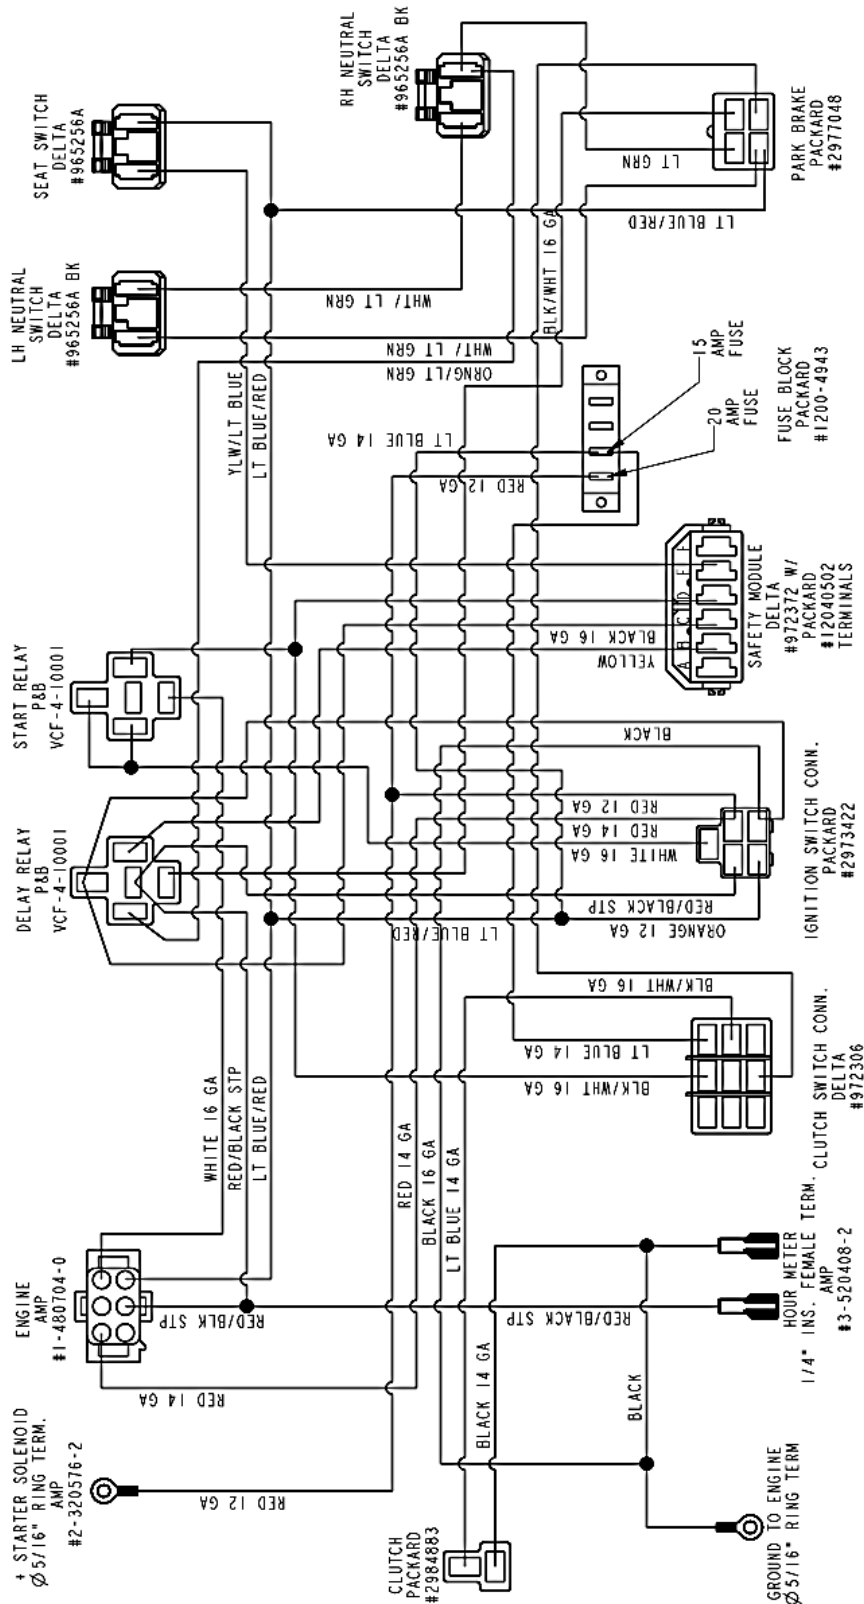 + STARTER SOLENOID
Ø5/16" RING TERM.
AMP
#2-320576-2
ENGINE
AMP
#1-480704-0
DELAY RELAY
P&B
VCF-4-1000I
START RELAY
P&B
VCF-4-1000I
LH NEUTRAL
SWITCH
DELTA
#965256A BK
SEAT SWITCH
DELTA
#965256A
RH NEUTRAL
SWITCH
DELTA
#965256A BK
RED 12 GA
RED 14 GA
RED/BLK STP
WHITE 16 GA
RED/BLACK STP
LT BLUE/RED
YLW/LT BLUE
LT BLUE/RED
WHT/ LT GRN
WHT/ LT GRN
ORNG/LT GRN
LT BLUE 14 GA
RED 12 GA
RED 14 GA
BLACK 16 GA
LT BLUE 14 GA
LT BLUE/RED
BLK/WHT 16 GA
LT GRN
LT BLUE/RED
BLACK 14 GA
BLACK
RED/BLACK STP
BLK/WHT 16 GA
LT BLUE 14 GA
BLK/WHT 16 GA
ORANGE 12 GA
RED/BLACK STP
WHITE 16 GA
RED 14 GA
RED 12 GA
BLACK
YELLOW
BLACK 16 GA
A B C D E F
20
AMP
FUSE
15
AMP
FUSE
CLUTCH
PACKARD
#2984883
GROUND TO ENGINE
Ø5/16" RING TERM
HOUR METER
1/4" INS. FEMALE TERM.
AMP
#3-520408-2
CLUTCH SWITCH CONN.
DELTA
#972306
IGNITION SWITCH CONN.
PACKARD
#2973422
SAFETY MODULE
DELTA
#972372 W/
PACKARD
#12040502
TERMINALS
FUSE BLOCK
PACKARD
#1200-4943
PARK BRAKE
PACKARD
#2977048